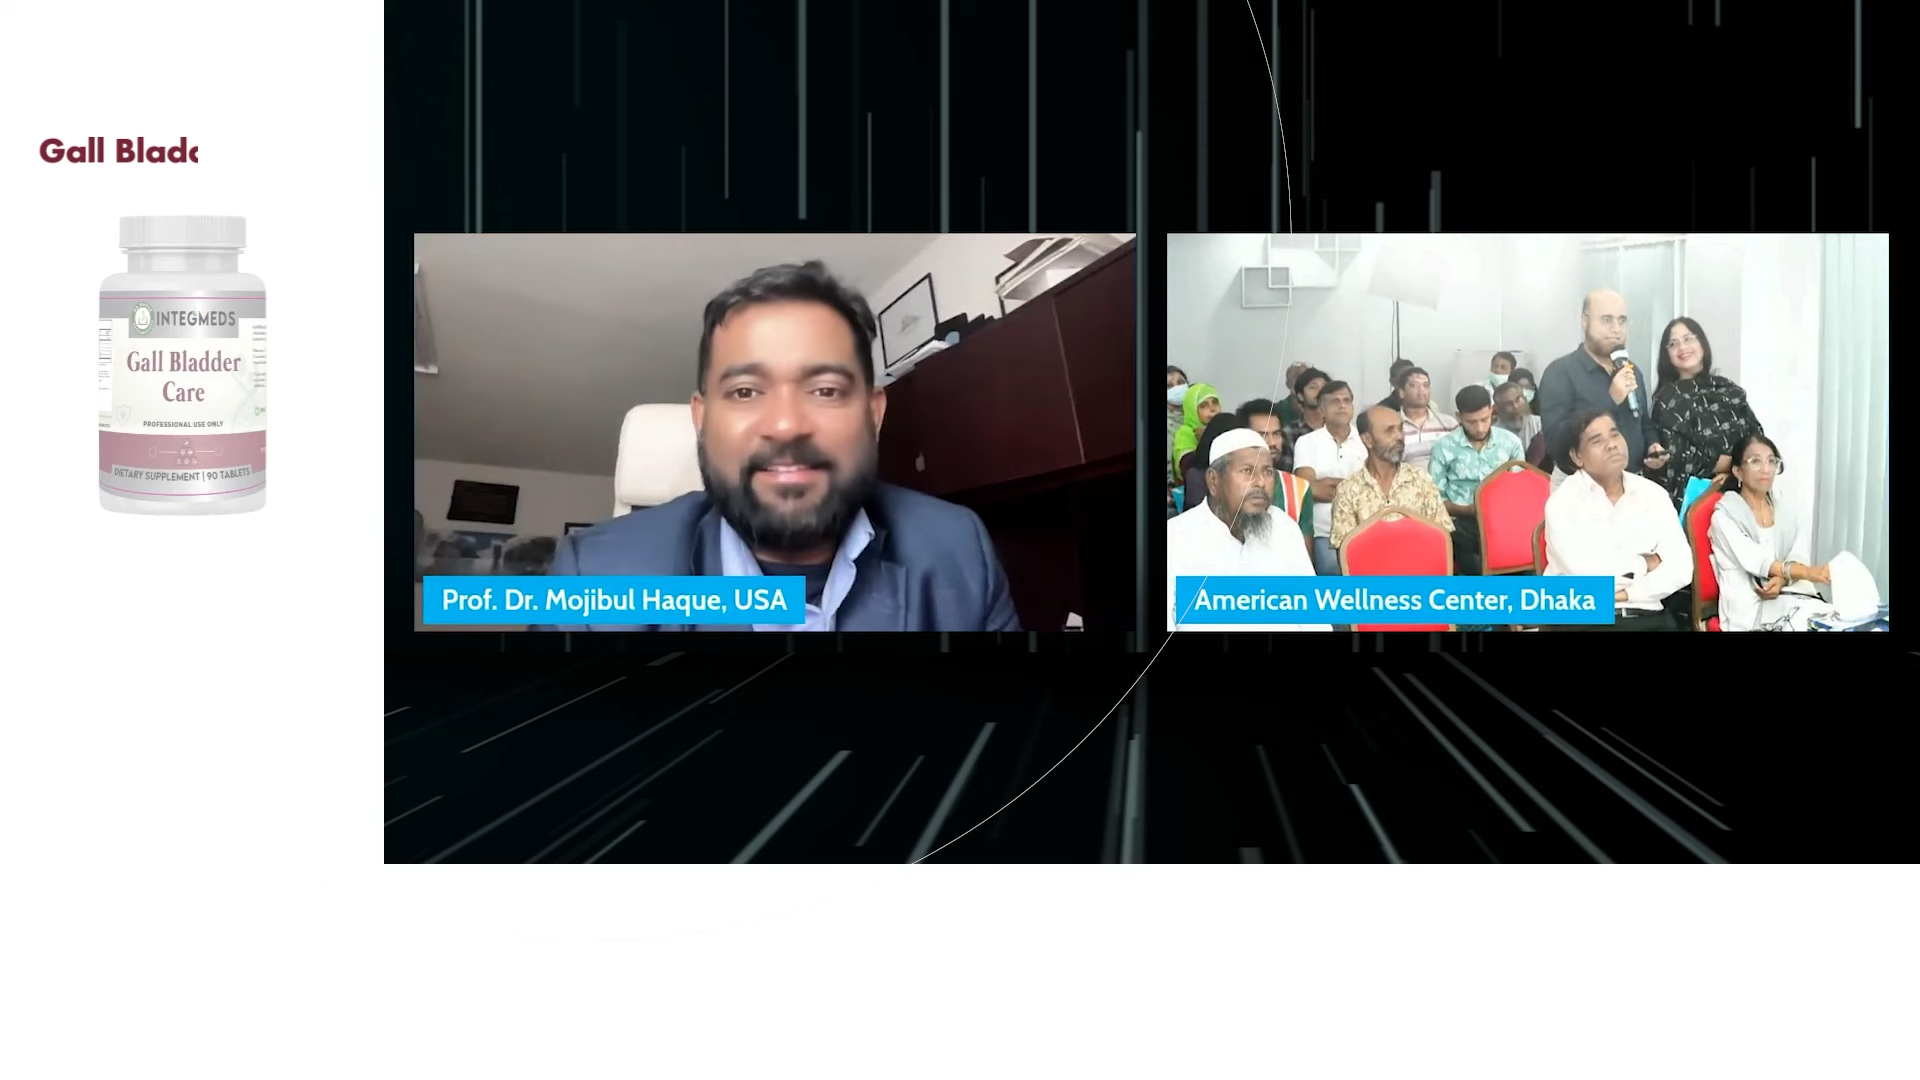 Gall Blad
INTEGMEDS
Gall Bladder
Care
PROFESSIONAL USE ONLY
DIETARY SUPPLEMENT | 90 TABLETS
Prof. Dr. Mojibul Haque, USA
American Wellness Center, Dhaka